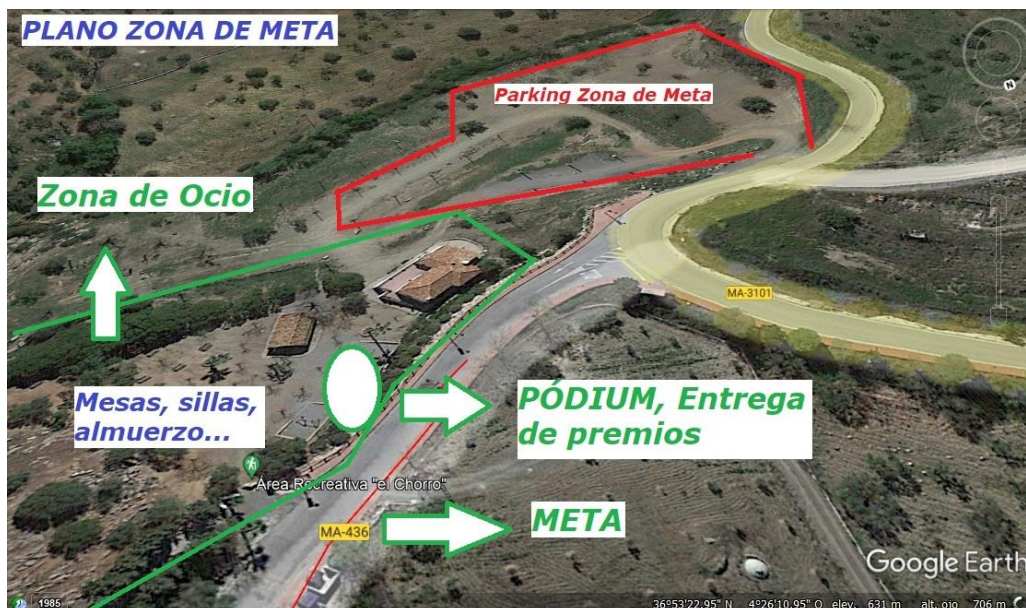 PLANO ZONA DE META
Parking Zona de Meta
Zona de Ocio
MA-3101
Mesas, sillas,
almuerzo...
PÓDIUM, Entrega
de premios
Área Recreativa "el Chorro"
META
MA-436
Google Earth
1985
36°53'22.95" N 4°26'10.95" O elev. 631 m alt. ojo 706 m
N